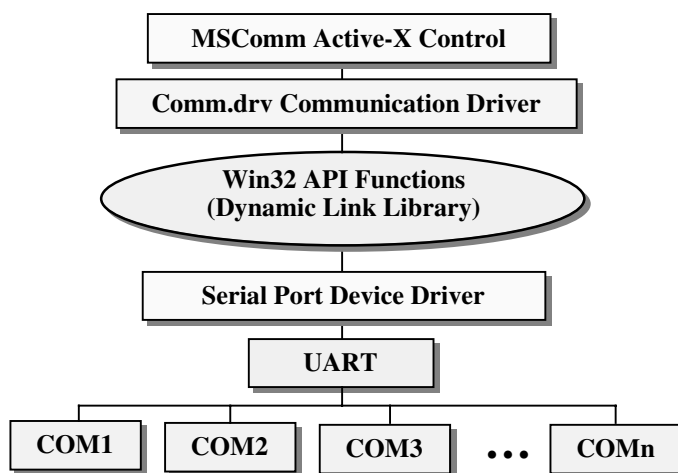 MSComm Active-X Control
Comm.drv Communication Driver
Win32 API Functions
(Dynamic Link Library)
Serial Port Device Driver
UART
COM1 COM2 COM3 ... COMn